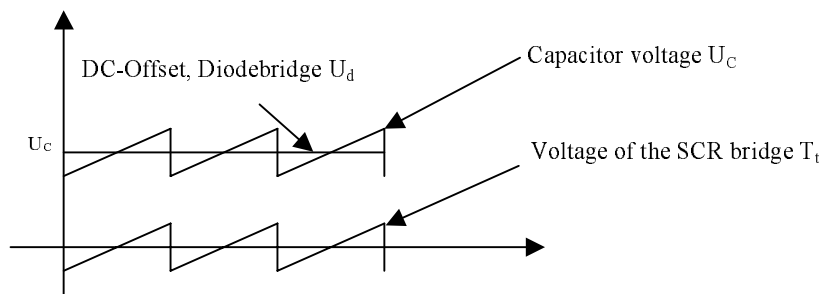 Capacitor voltage U_C
DC-Offset, Diodebridge U_d
U_C
Voltage of the SCR bridge T_t